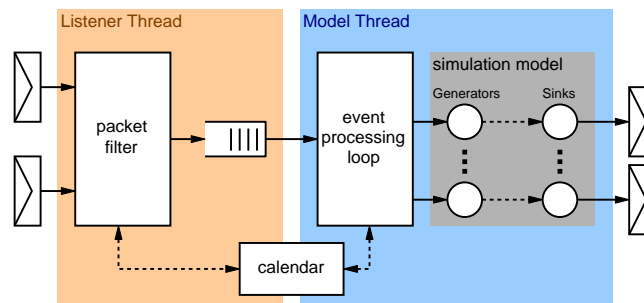 Listener Thread
Model Thread
simulation model
Generators
Sinks
packet
filter
event
processing
loop
calendar